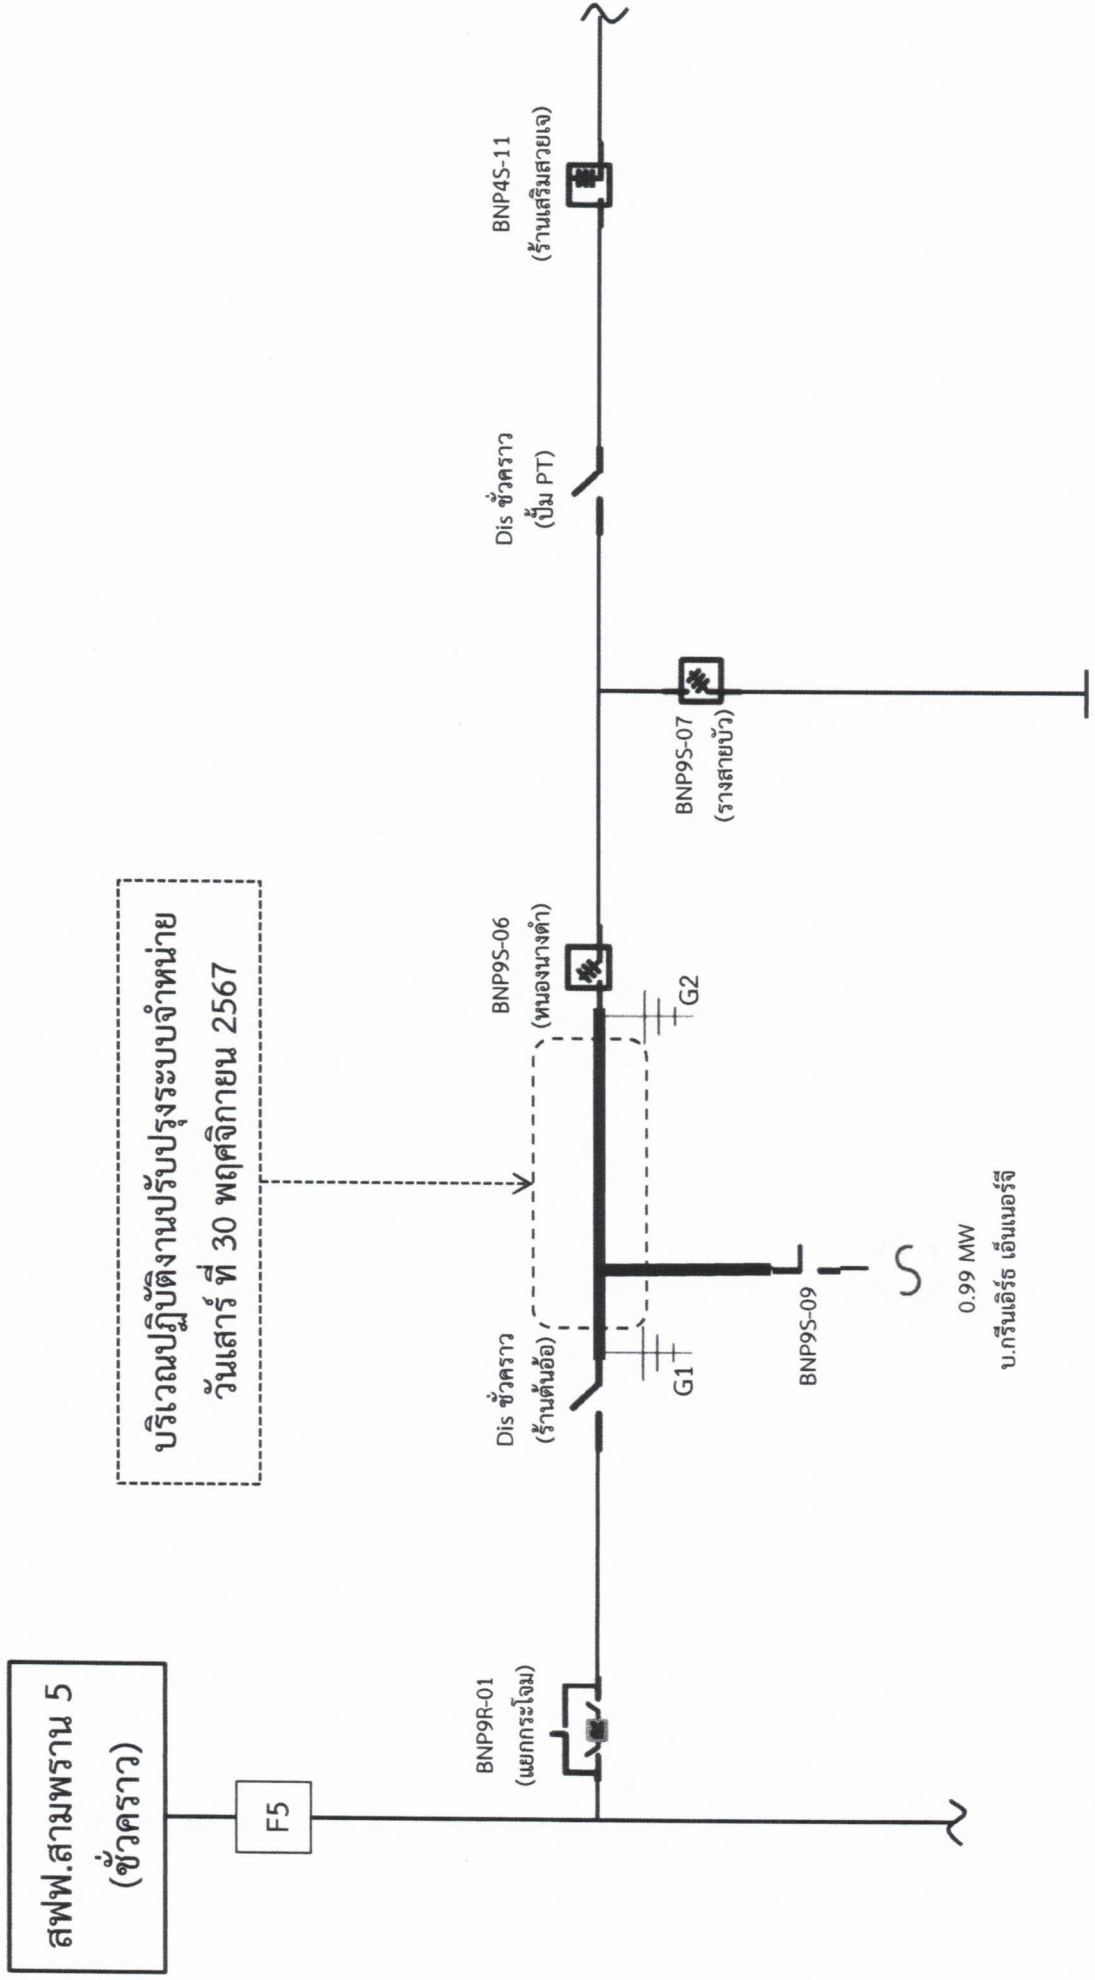 สฟฟ.สามพราน 5
(ชั่วคราว)
F5
บริเวณปฏิบัติงานปรับปรุงระบบจำหน่าย
วันเสาร์ ที่ 30 พฤศจิกายน 2567
BNP9R-01
(แยกกระโจม)
Dis ชั่วคราว
(ร้านต้นอ้อ)
G1
BNP9S-09
S
0.99 MW
บ.กรีนเอิร์ธ เอ็นเนอร์จี
BNP9S-06
(หนองนางดำ)
G2
BNP9S-07
(รางสายบัว)
Dis ชั่วคราว
(ปั๊ม PT)
BNP4S-11
(ร้านเสริมสวยเจ)